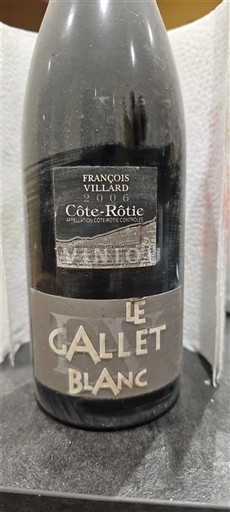 FRANÇOIS
VILLARD
2006
Côte-Rôtie
APPELLATION CÔTE-RÔTIE CONTRÔLÉE
LE
GALLET
BLANC